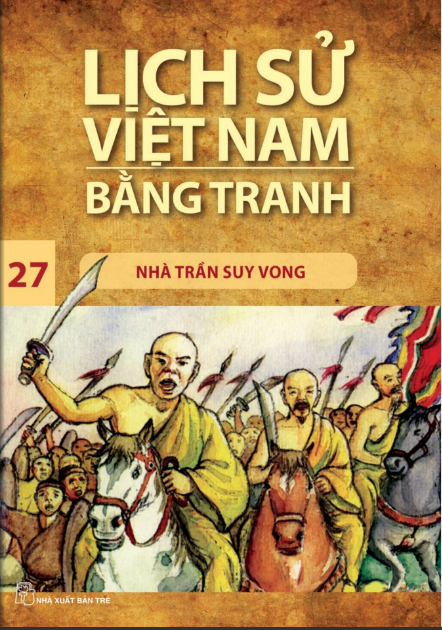 LỊCH SỬ
VIỆT NAM
BẰNG TRANH
27
NHÀ TRẦN SUY VONG
NHÀ XUẤT BẢN TRẺ